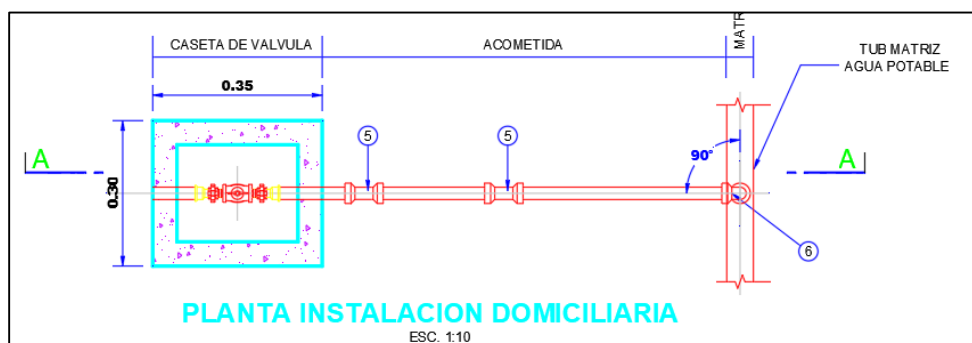 CASETA DE VALVULA
ACOMETIDA
MATR
TUB MATRIZ
AGUA POTABLE
0.35
5
5
90°
A
A
0.30
6
PLANTA INSTALACION DOMICILIARIA
ESC. 1:10